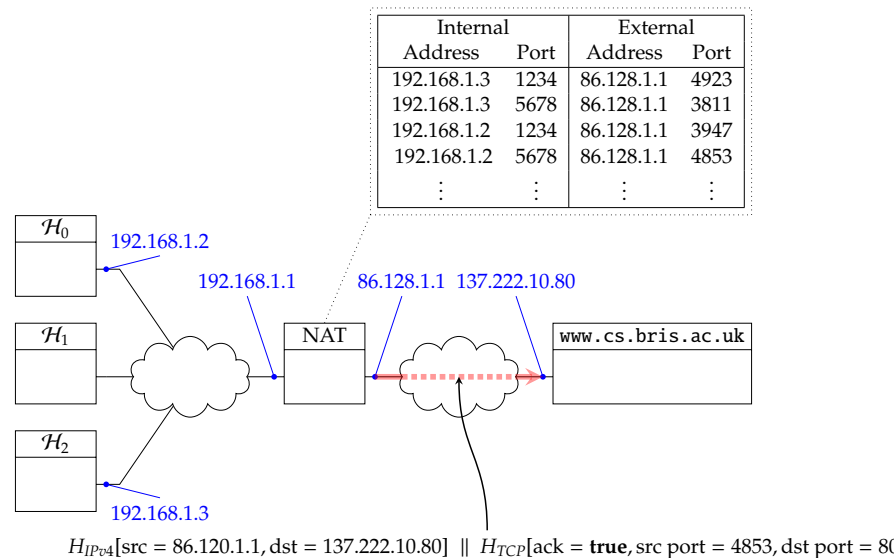 Internal External
Address Port Address Port
192.168.1.3 1234 86.128.1.1 4923
192.168.1.3 5678 86.128.1.1 3811
192.168.1.2 1234 86.128.1.1 3947
192.168.1.2 5678 86.128.1.1 4853
⋮ ⋮ ⋮ ⋮
ℋ₀
192.168.1.2
192.168.1.1 86.128.1.1 137.222.10.80
ℋ₁ NAT www.cs.bris.ac.uk
ℋ₂
192.168.1.3
H_{IPv4}[src = 86.120.1.1, dst = 137.222.10.80] ∥ H_{TCP}[ack = true, src port = 4853, dst port = 80